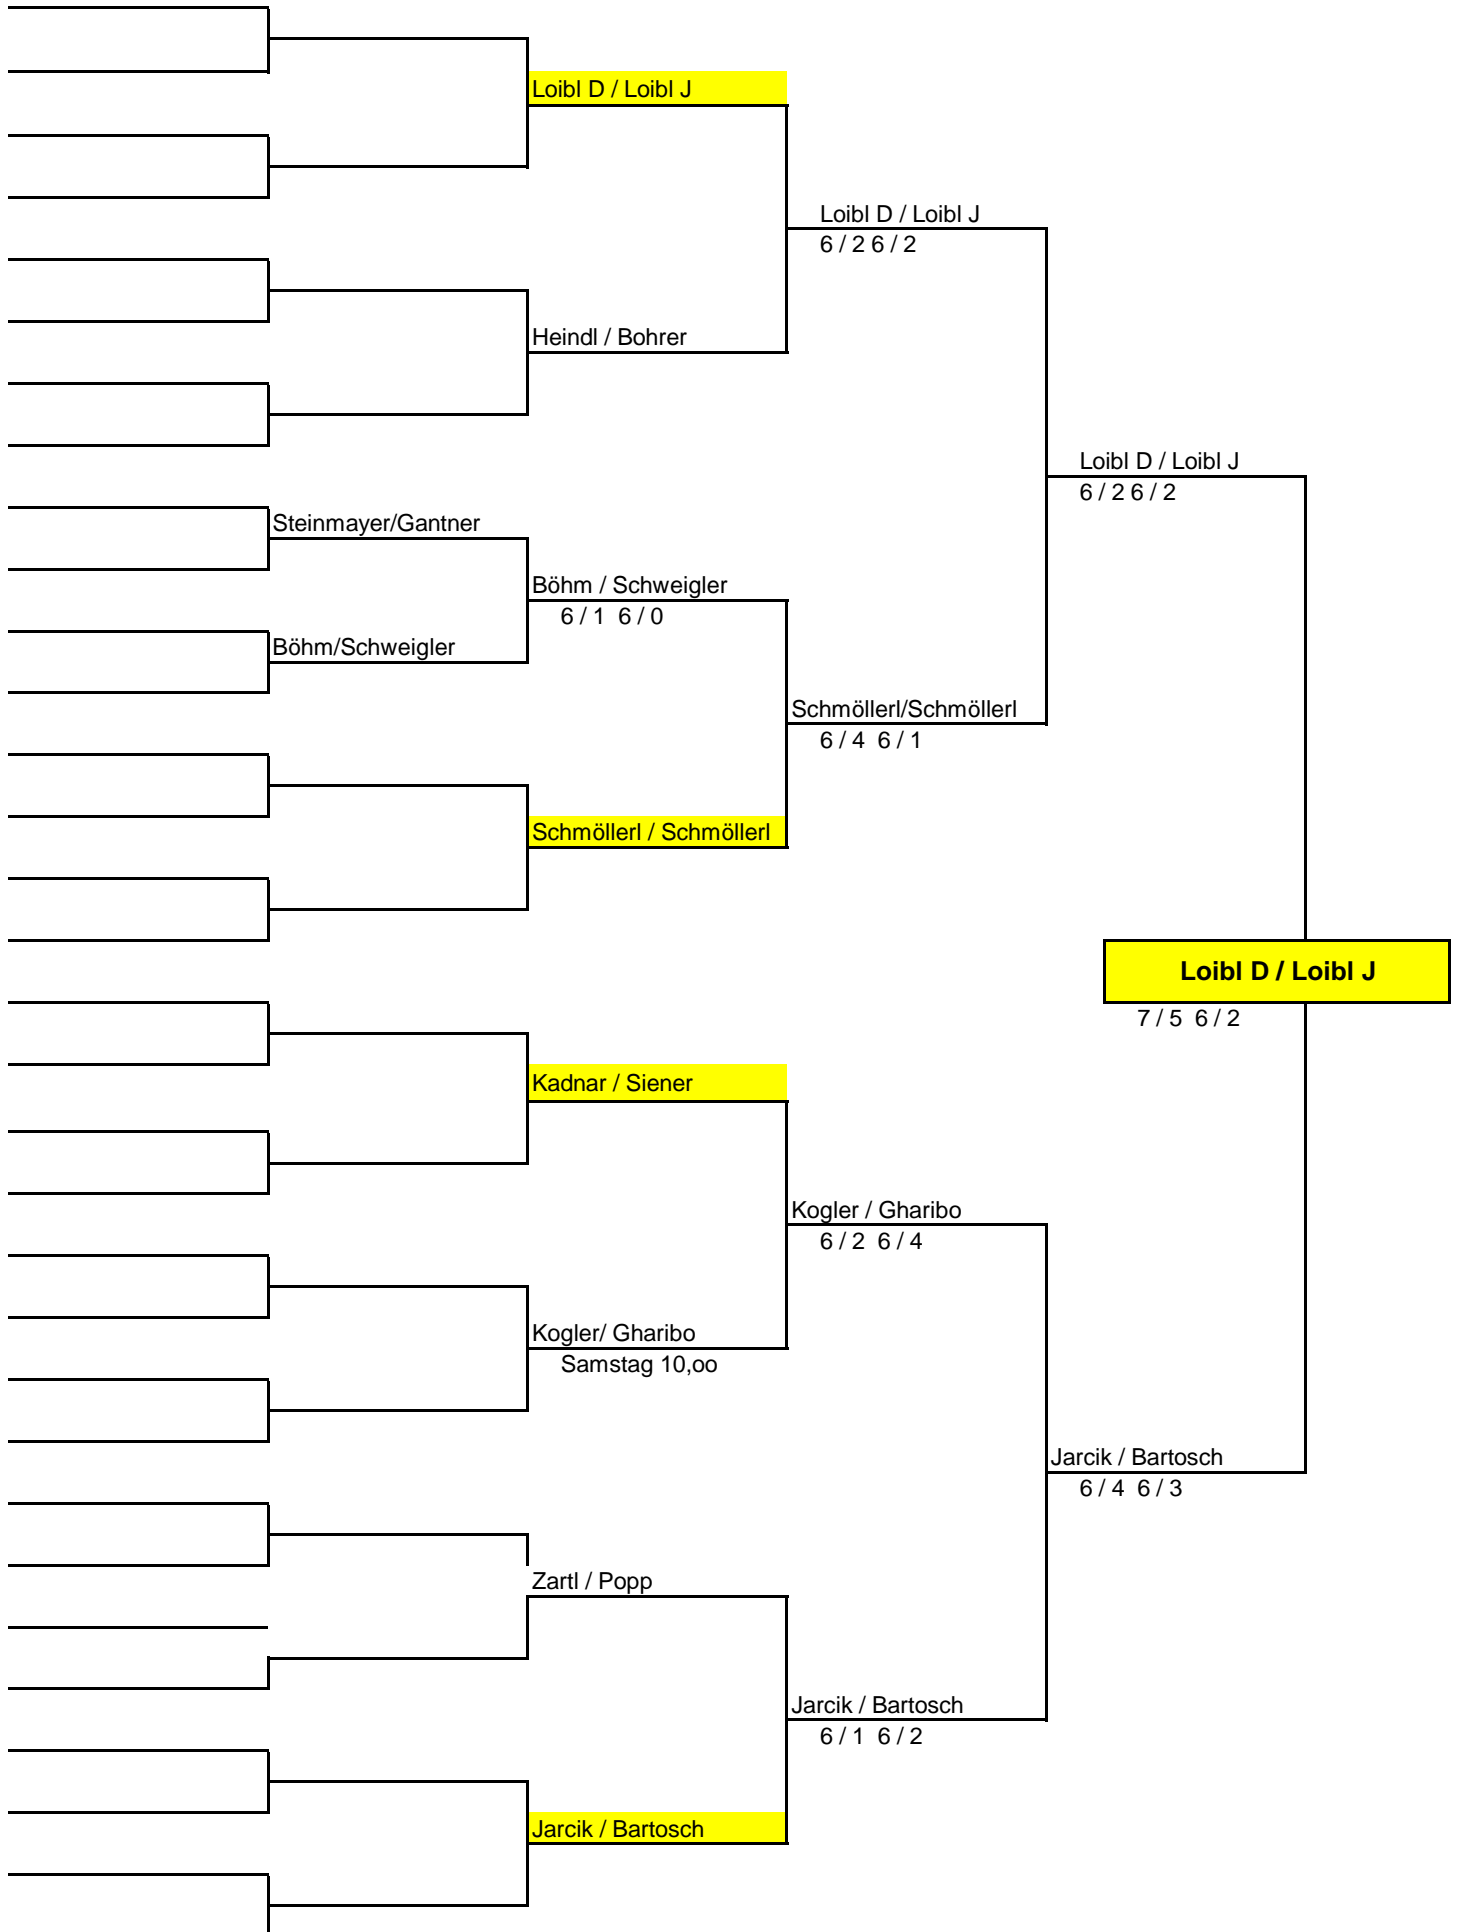 Loibl D / Loibl J
Loibl D / Loibl J
6 / 2 6 / 2
Heindl / Bohrer
Loibl D / Loibl J
6 / 2 6 / 2
Steinmayer/Gantner
Böhm / Schweigler
6 / 1  6 / 0
Böhm/Schweigler
Schmöllerl/Schmöllerl
6 / 4  6 / 1
Schmöllerl / Schmöllerl
Loibl D / Loibl J
7 / 5  6 / 2
Kadnar / Siener
Kogler / Gharibo
6 / 2  6 / 4
Kogler/ Gharibo
Samstag 10,oo
Jarcik / Bartosch
6 / 4  6 / 3
Zartl / Popp
Jarcik / Bartosch
6 / 1  6 / 2
Jarcik / Bartosch